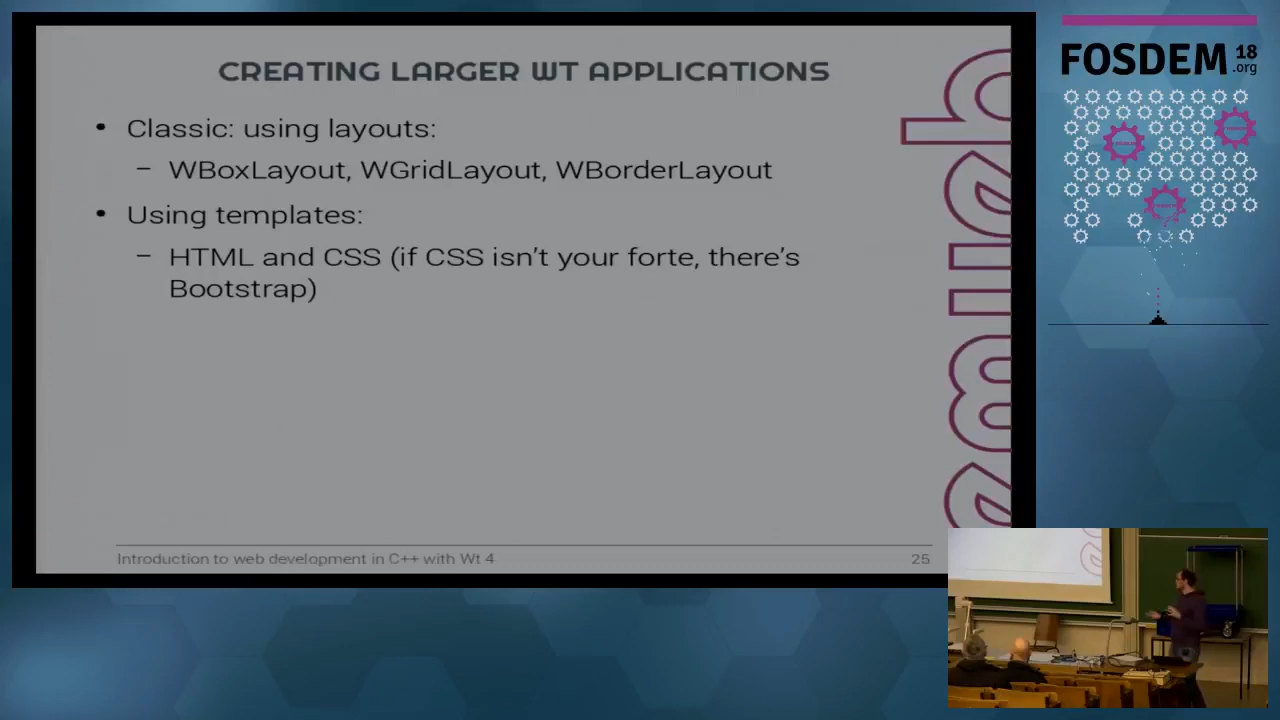 CREATING LARGER WT APPLICATIONS
• Classic: using layouts:
– WBoxLayout, WGridLayout, WBorderLayout
• Using templates:
– HTML and CSS (if CSS isn't your forte, there's
Bootstrap)
Introduction to web development in C++ with Wt 4
25
emweb
FOSDEM 18
.org